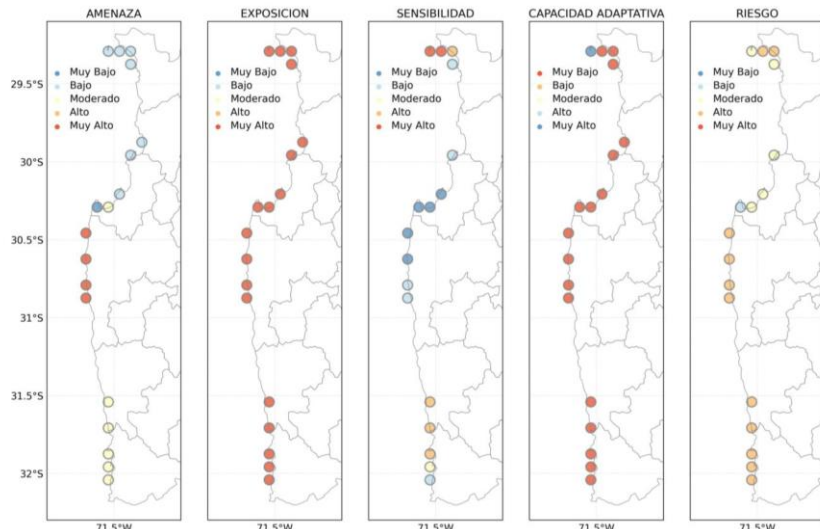 AMENAZA EXPOSICION SENSIBILIDAD CAPACIDAD ADAPTATIVA RIESGO
29.5°S
Muy Bajo
Bajo
Moderado
Alto
Muy Alto
Muy Bajo
Bajo
Moderado
Alto
Muy Alto
Muy Bajo
Bajo
Moderado
Alto
Muy Alto
Muy Bajo
Bajo
Moderado
Alto
Muy Alto
Muy Bajo
Bajo
Moderado
Alto
Muy Alto
30°S
30.5°S
31°S
31.5°S
32°S
71.5°W 71.5°W 71.5°W 71.5°W 71.5°W